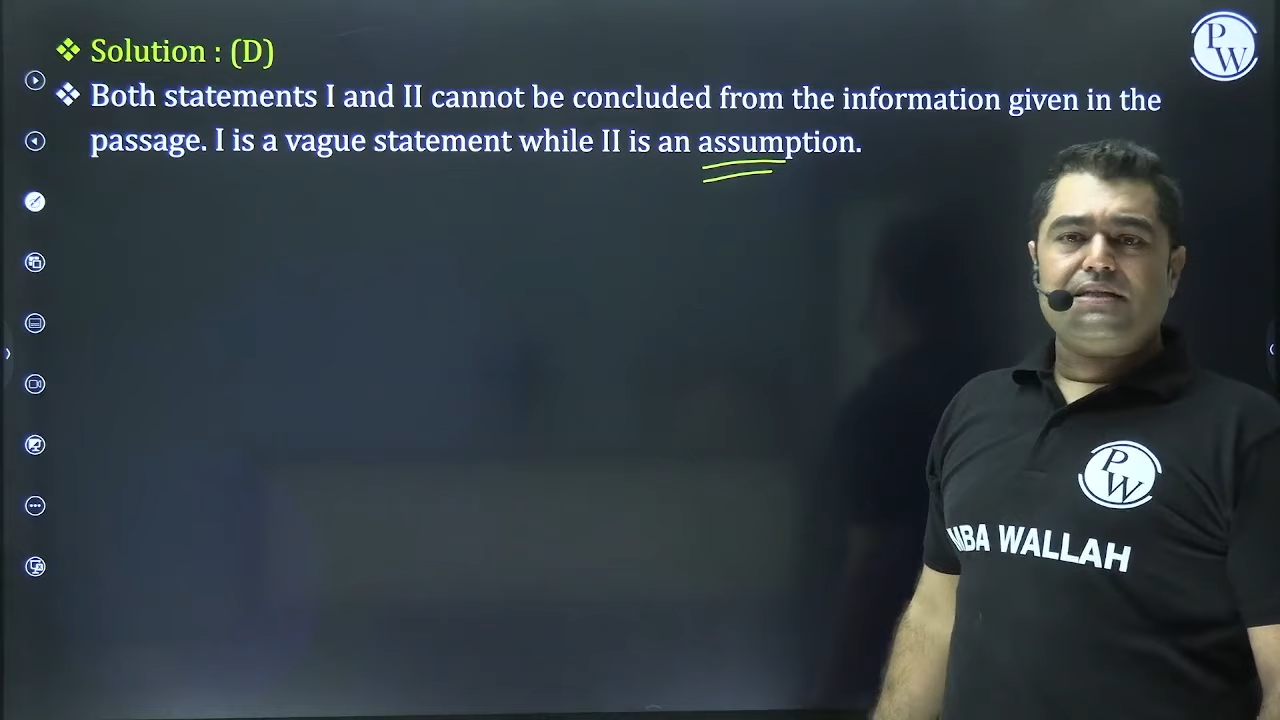 Solution : (D)
Both statements I and II cannot be concluded from the information given in the
passage. I is a vague statement while II is an assumption.
PW
PW
MBA WALLAH